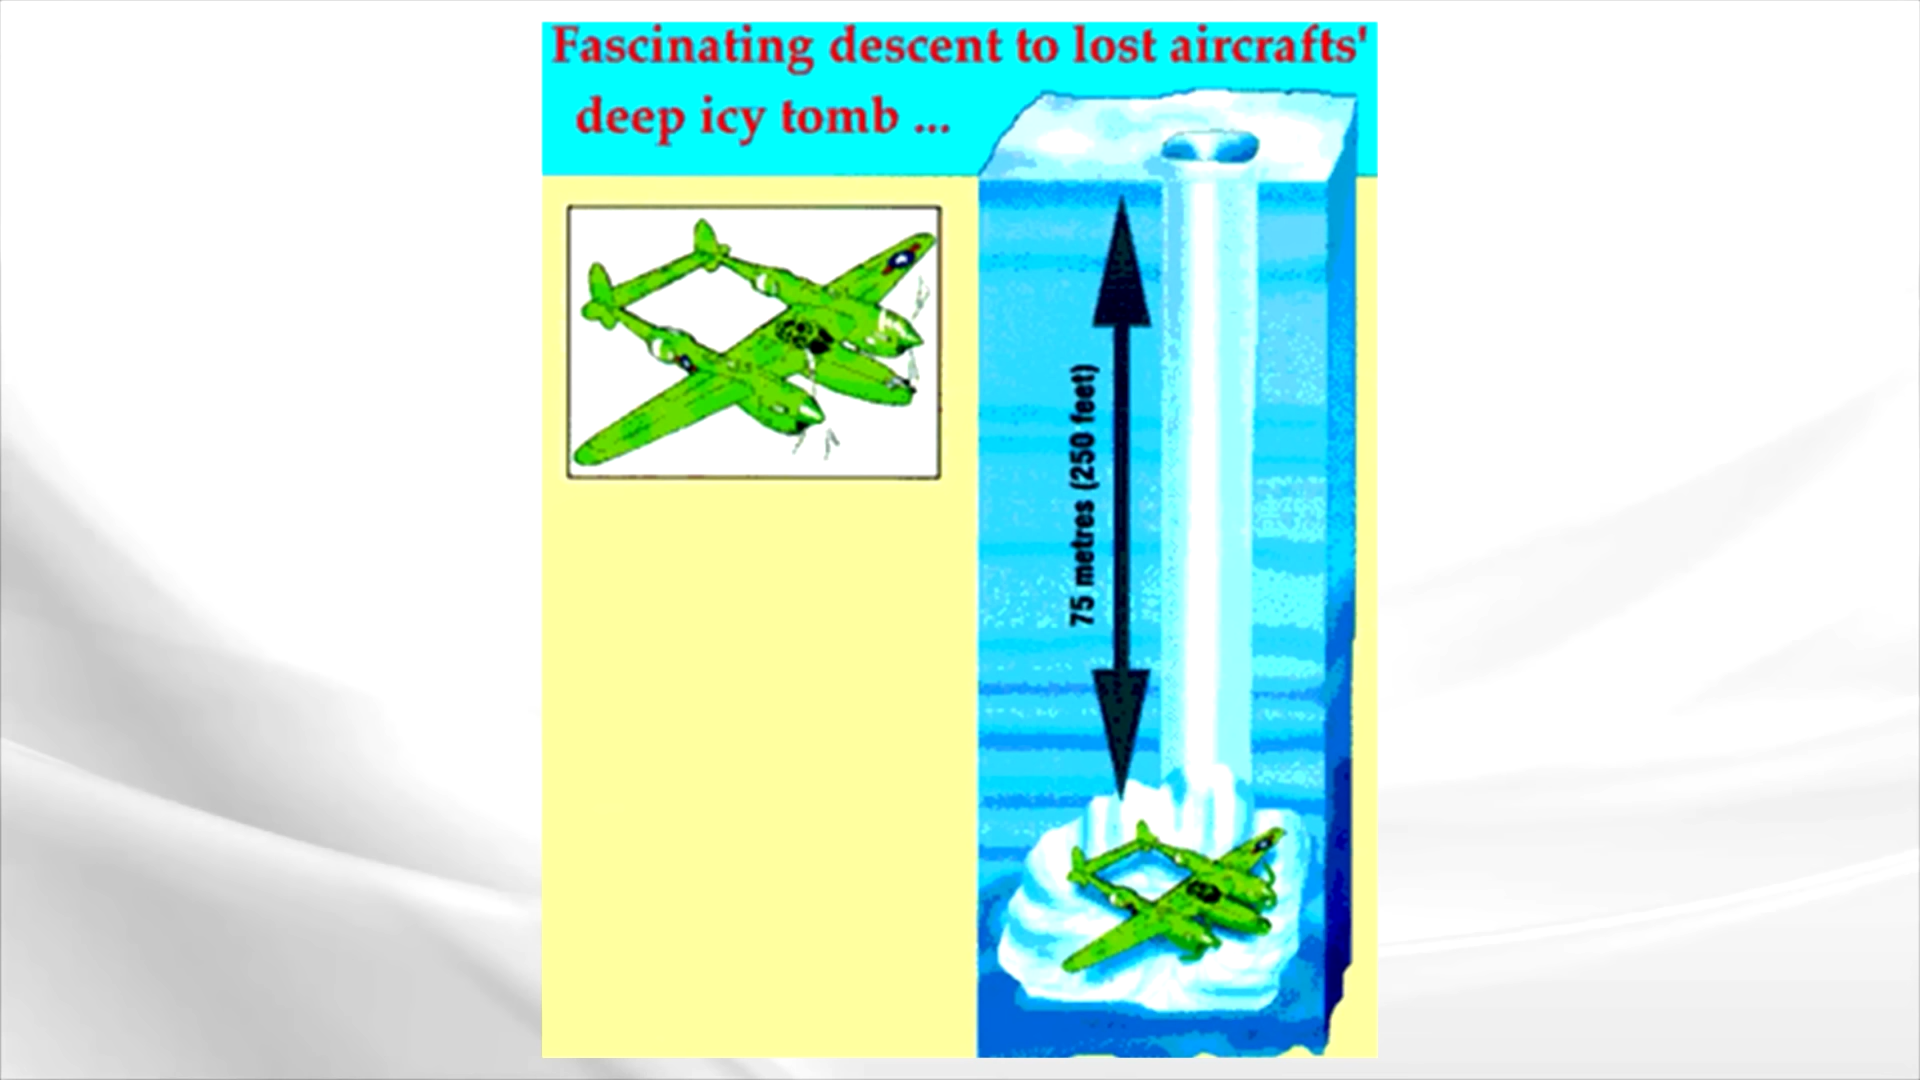 Fascinating descent to lost aircrafts'
deep icy tomb ...
75 metres (250 feet)